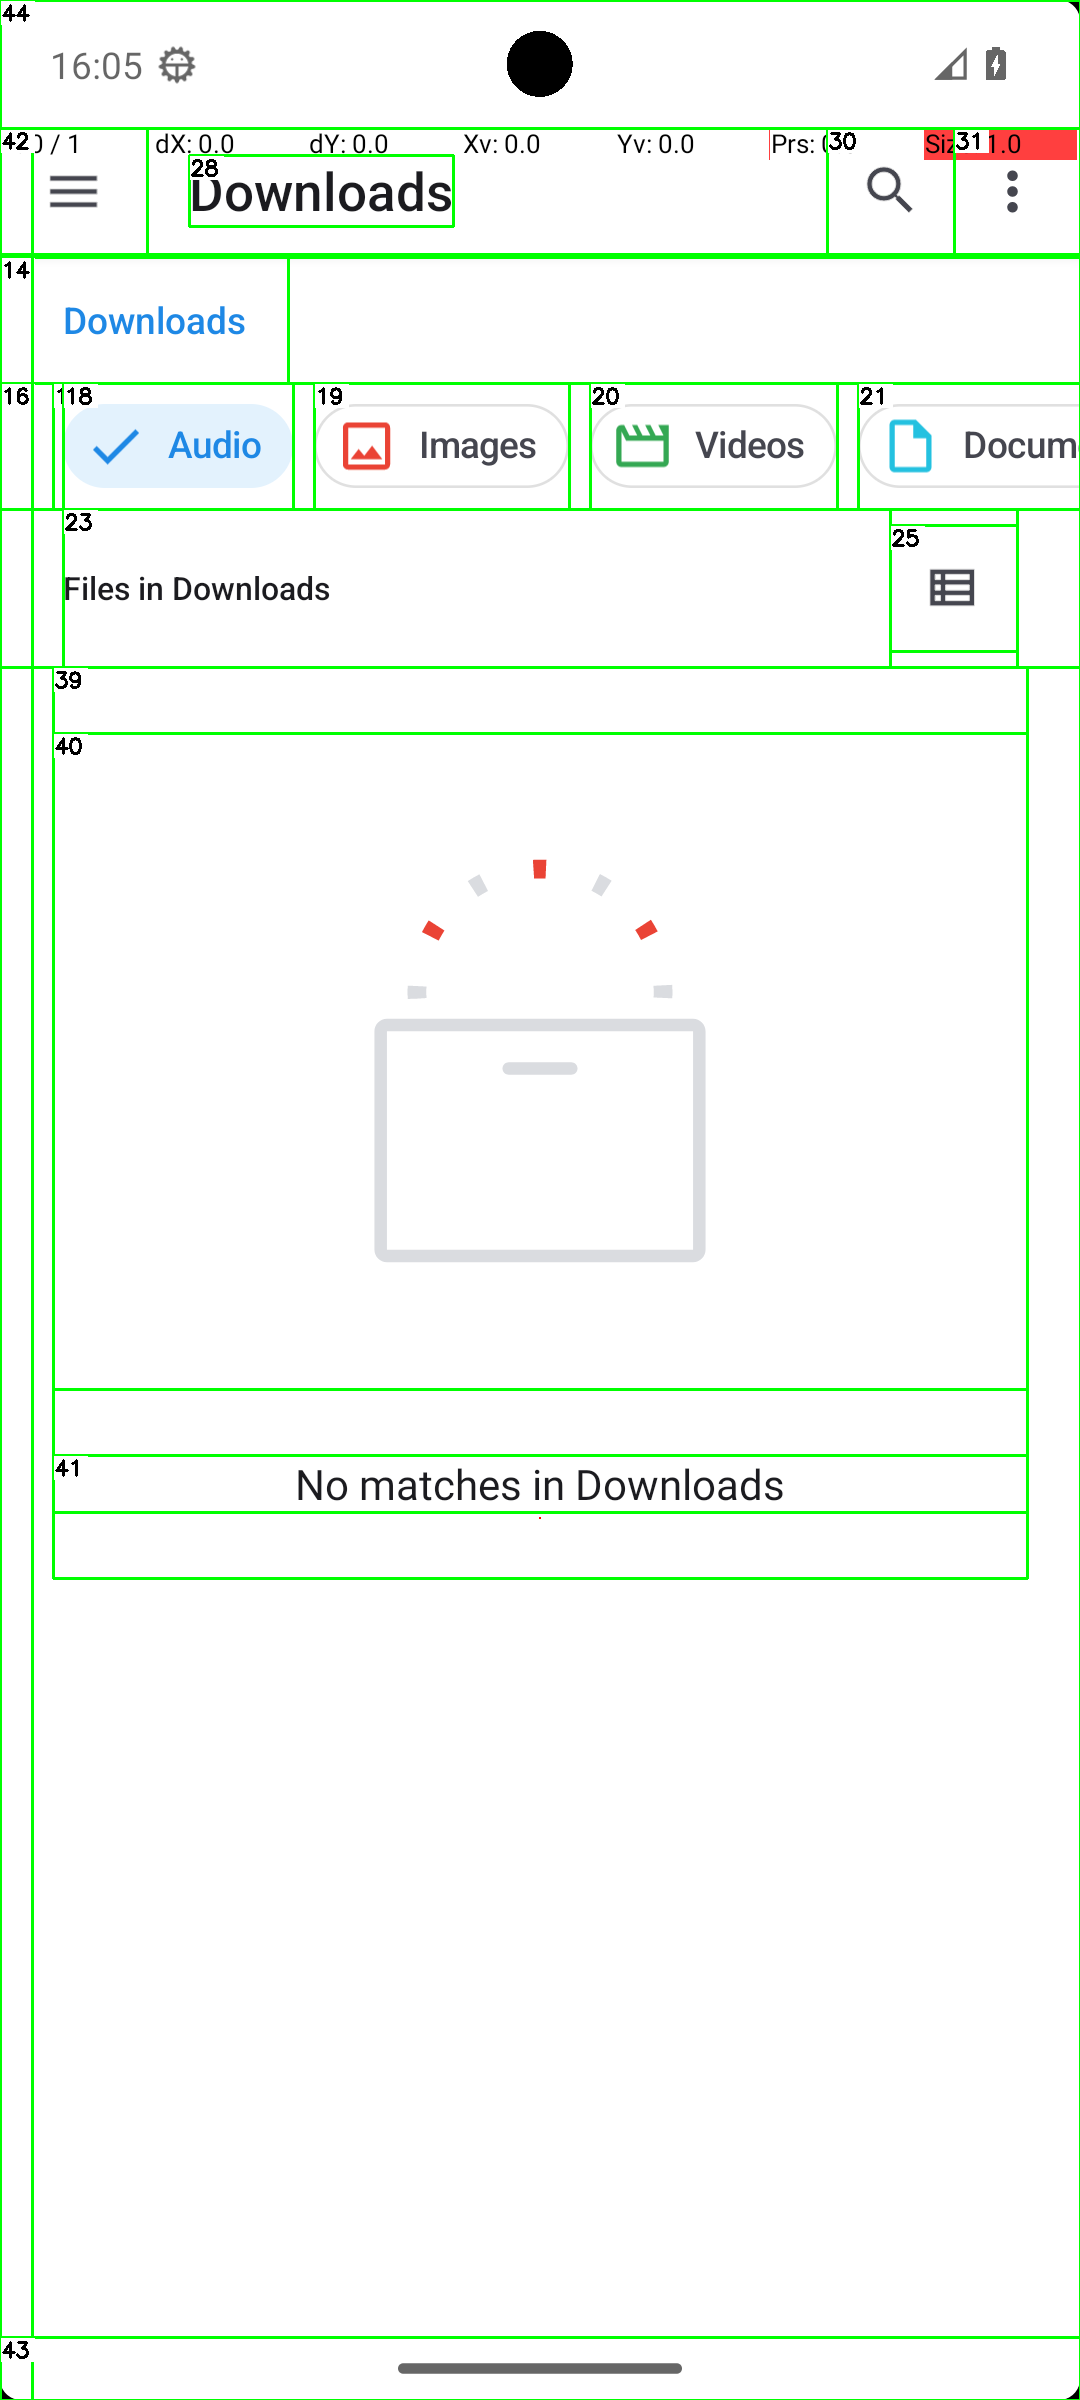 44
16:05
42 0 / 1 dX: 0.0 dY: 0.0 Xv: 0.0 Yv: 0.0 Prs: 30 Siz 31 1.0
28
Downloads
14
Downloads
16 18 19 20 21
Audio Images Videos Docum
23
25
Files in Downloads
39
40
41
No matches in Downloads
43